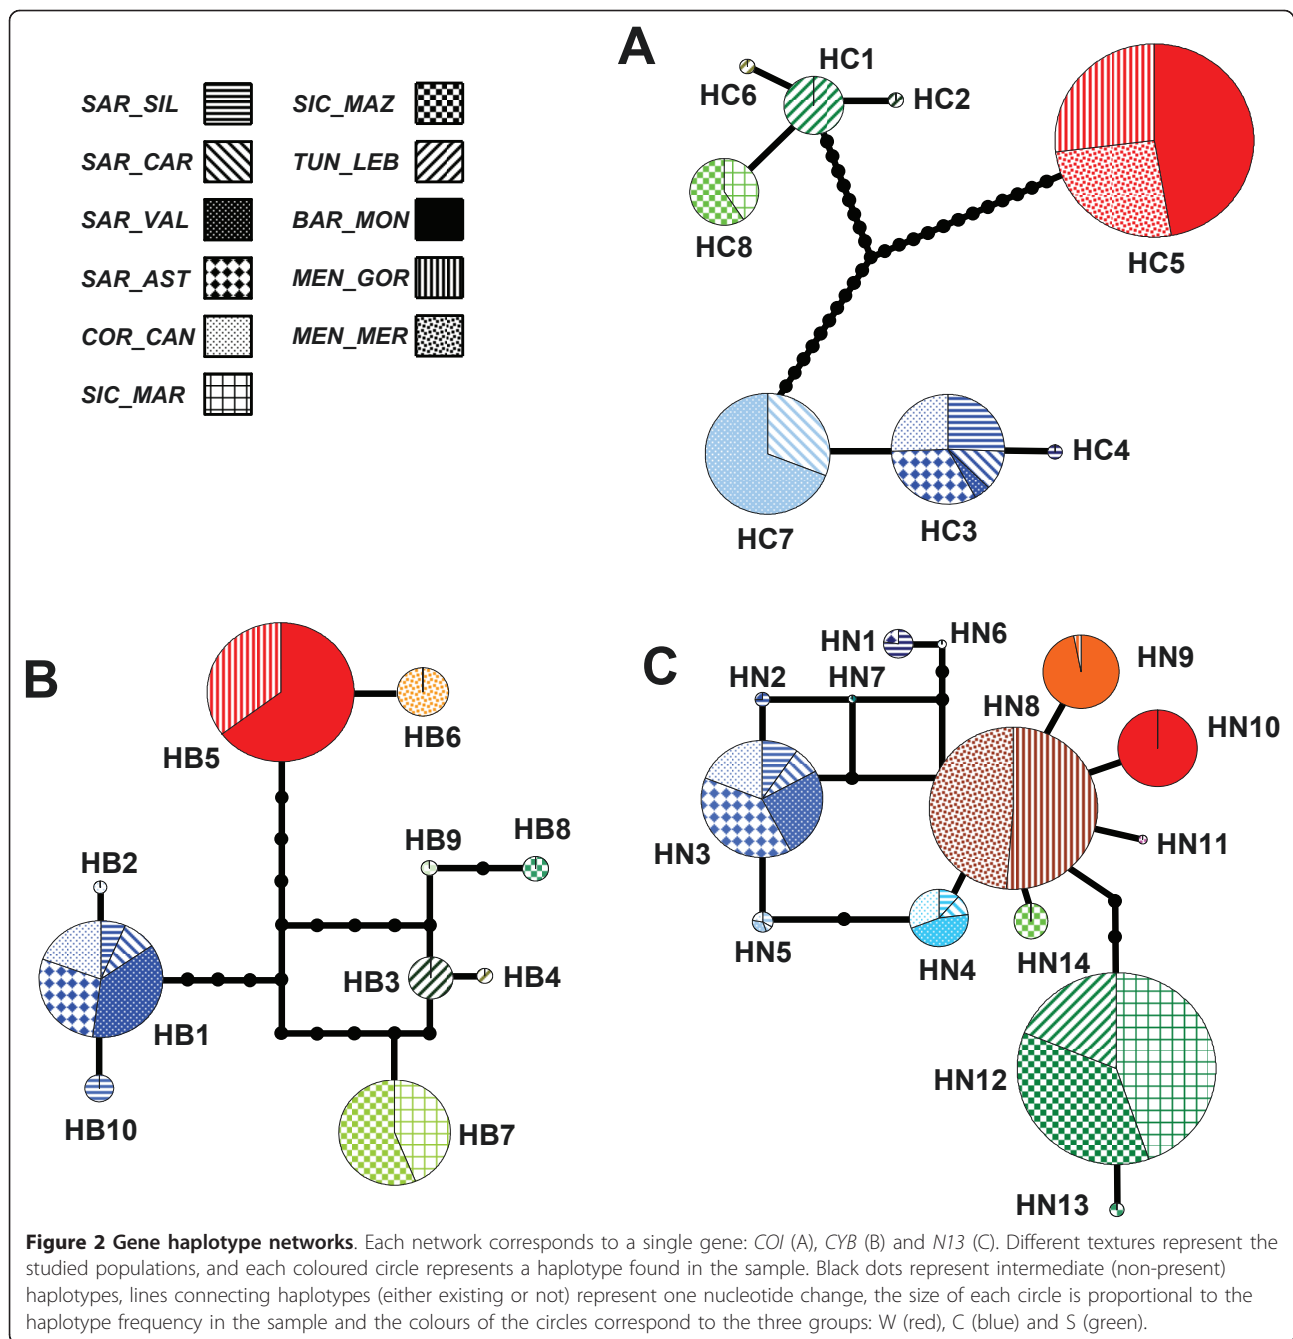 SAR_SIL
SAR_CAR
SAR_VAL
SAR_AST
COR_CAN
SIC_MAR
SIC_MAZ
TUN_LEB
BAR_MON
MEN_GOR
MEN_MER
A
HC1
HC6
HC2
HC8
HC5
HC4
HC7
HC3
B
HB5
HB6
HB9
HB8
HB2
HB3
HB4
HB1
HB10
HB7
C
HN1
HN6
HN2
HN7
HN9
HN8
HN10
HN3
HN11
HN5
HN4
HN14
HN12
HN13
Figure 2 Gene haplotype networks. Each network corresponds to a single gene: COI (A), CYB (B) and N13 (C). Different textures represent the
studied populations, and each coloured circle represents a haplotype found in the sample. Black dots represent intermediate (non-present)
haplotypes, lines connecting haplotypes (either existing or not) represent one nucleotide change, the size of each circle is proportional to the
haplotype frequency in the sample and the colours of the circles correspond to the three groups: W (red), C (blue) and S (green).